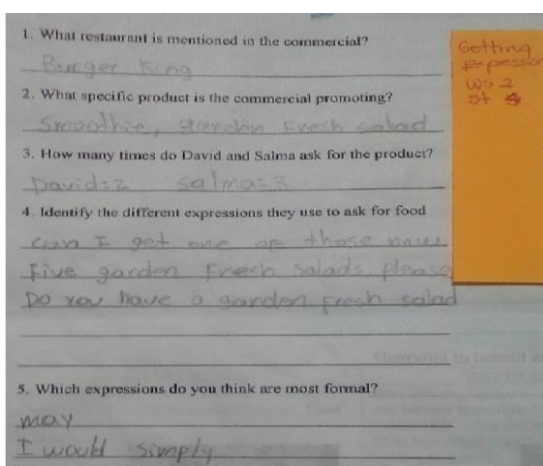 1. What restaurant is mentioned in the commercial?
Burger King
2. What specific product is the commercial promoting?
Smoothie, garden fresh salad
3. How many times do David and Salma ask for the product?
David:2 Salma:3
4. Identify the different expressions they use to ask for food
can I get one of those now
Five garden Fresh Salads, please
Do you have a garden Fresh salad
5. Which expressions do you think are most formal?
may
I would simply
Getting
Expression
WS 2
St